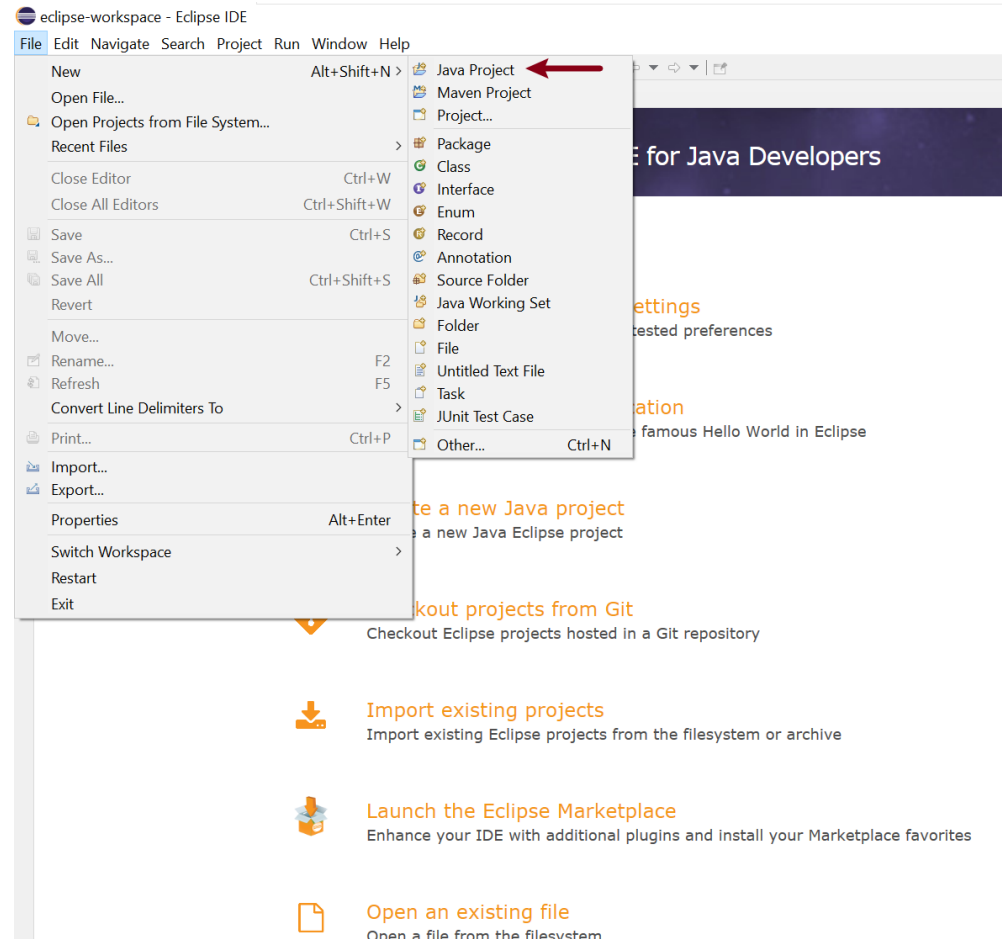 eclipse-workspace - Eclipse IDE
File Edit Navigate Search Project Run Window Help
New Alt+Shift+N >
Open File...
Open Projects from File System...
Recent Files >
Close Editor Ctrl+W
Close All Editors Ctrl+Shift+W
Save Ctrl+S
Save As...
Save All Ctrl+Shift+S
Revert
Move...
Rename... F2
Refresh F5
Convert Line Delimiters To >
Print... Ctrl+P
Import...
Export...
Properties Alt+Enter
Switch Workspace >
Restart
Exit
Java Project
Maven Project
Project...
Package
Class
Interface
Enum
Record
Annotation
Source Folder
Java Working Set
Folder
File
Untitled Text File
Task
JUnit Test Case
Other... Ctrl+N
E for Java Developers
ettings
tested preferences
ation
famous Hello World in Eclipse
te a new Java project
a new Java Eclipse project
kout projects from Git
Checkout Eclipse projects hosted in a Git repository
Import existing projects
Import existing Eclipse projects from the filesystem or archive
Launch the Eclipse Marketplace
Enhance your IDE with additional plugins and install your Marketplace favorites
Open an existing file
Open a file from the filesystem